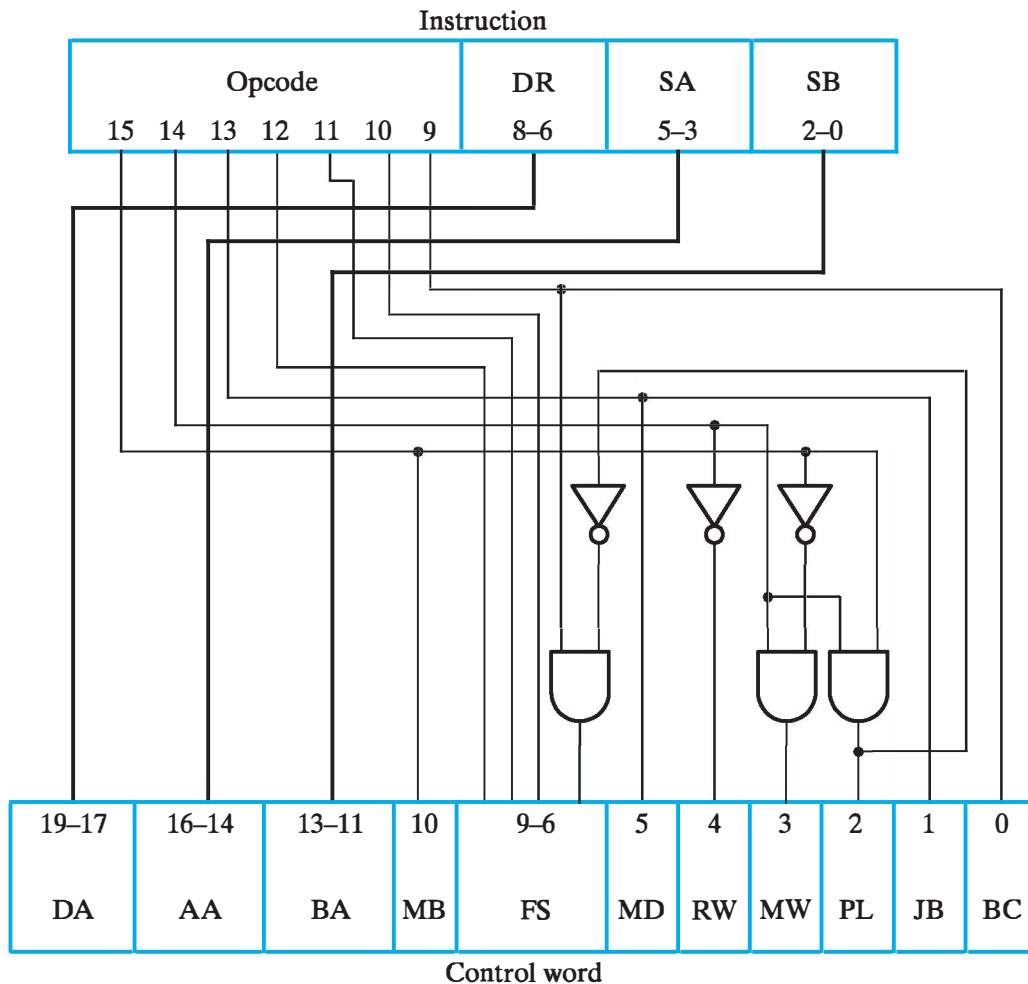 Instruction
Opcode DR SA SB
15 14 13 12 11 10 9 8–6 5–3 2–0
19–17 16–14 13–11 10 9–6 5 4 3 2 1 0
DA AA BA MB FS MD RW MW PL JB BC
Control word